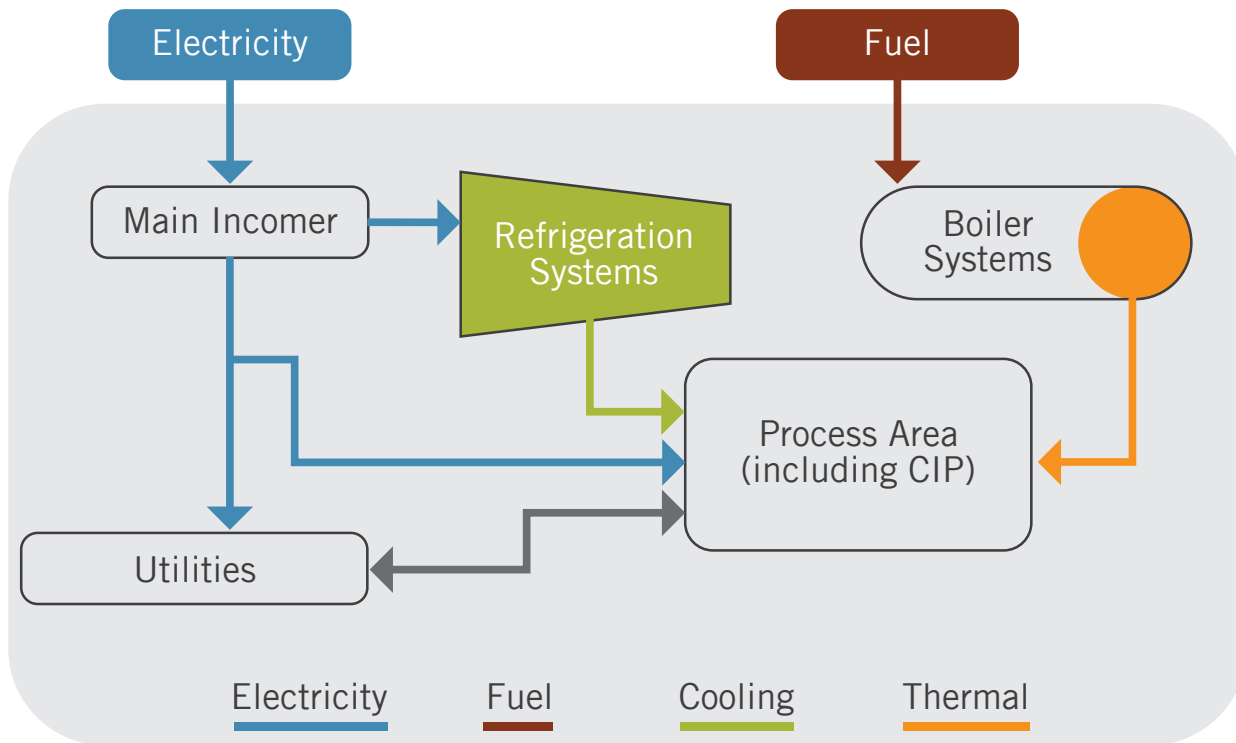 Electricity
Fuel
Main Incomer
Refrigeration
Systems
Boiler
Systems
Process Area
(including CIP)
Utilities
Electricity
Fuel
Cooling
Thermal